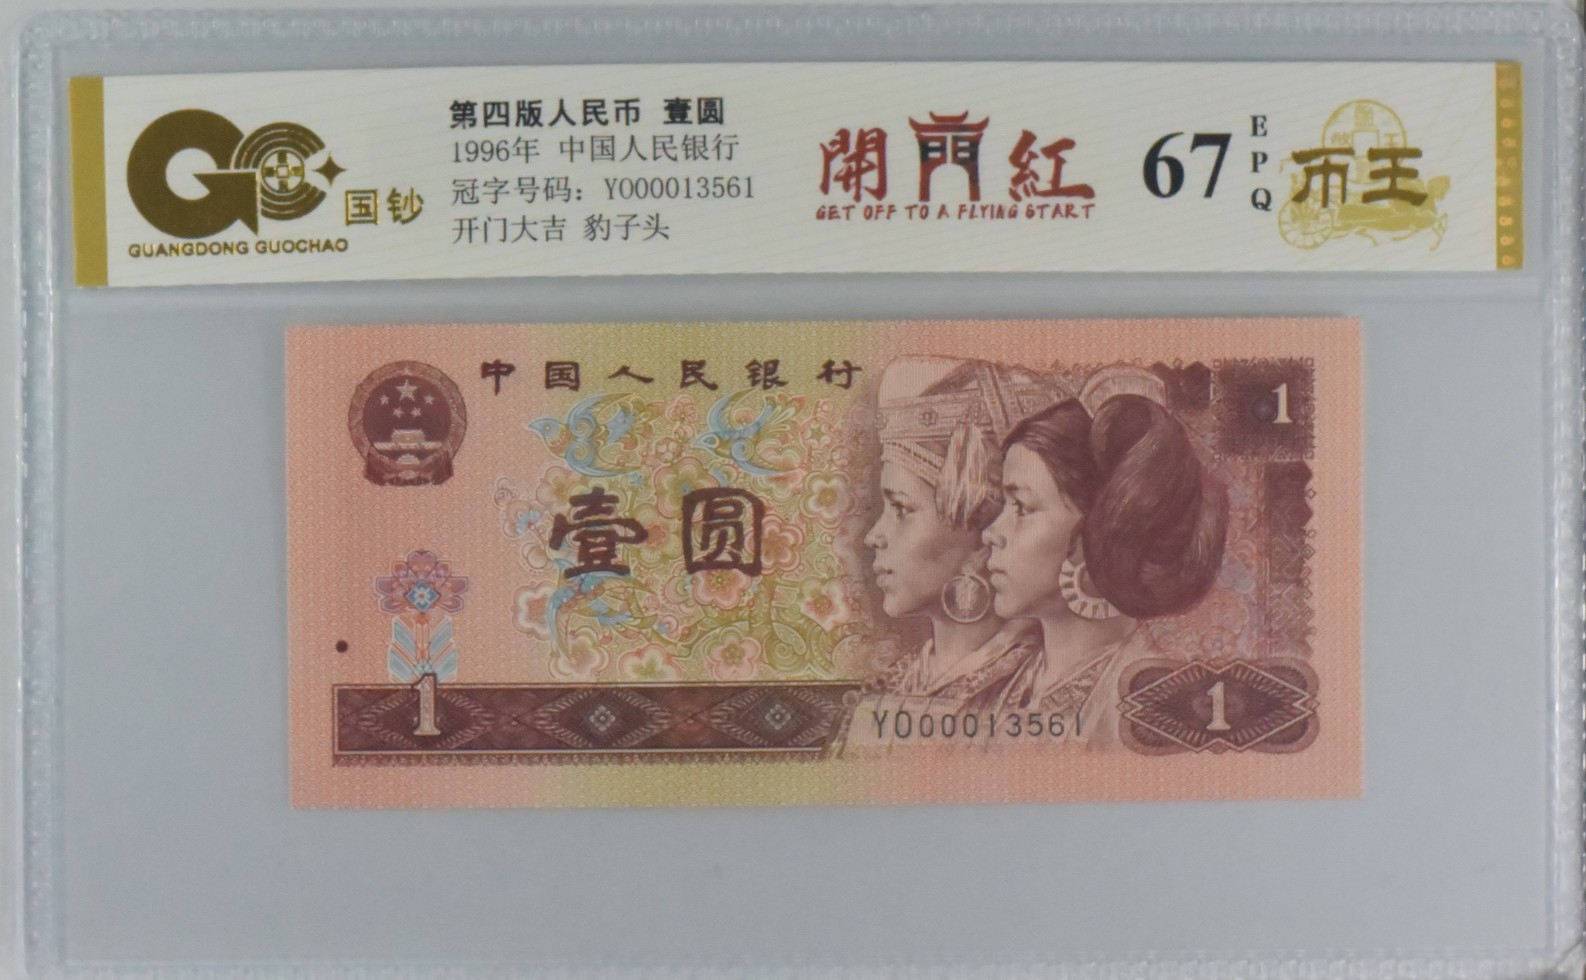 GUANGDONG GUOCHAO
国钞
第四版人民币 壹圆
1996年 中国人民银行
冠字号码：YO00013561
开门大吉 豹子头
開門紅
GET OFF TO A FLYING START
67
EPQ
币王
中国人民银行
1
壹圆
1
YO00013561
1